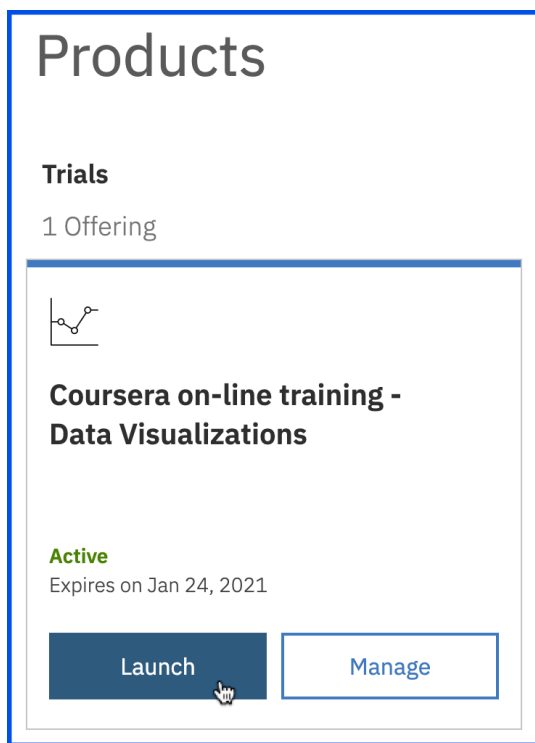 Products
Trials
1 Offering
Coursera on-line training -
Data Visualizations
Active
Expires on Jan 24, 2021
Launch
Manage